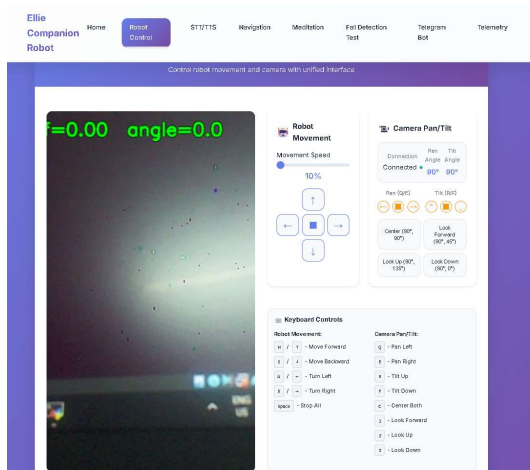 Ellie
Companion
Robot
Home
Robot
Control
STT/TTS
Navigation
Meditation
Fall Detection
Test
Telegram
Bot
Telemetry
Control robot movement and camera with unified interface
=0.00 angle=0.0
ENG
US
Robot
Movement
Movement Speed
10%
↑
← ■ →
↓
Camera Pan/Tilt
Connection
Connected
Pan
Angle
90°
Tilt
Angle
90°
Pan (Q/E)
Tilt (R/F)
Center (90°,
90°)
Look
Forward
(90°, 45°)
Look Up (90°,
135°)
Look Down
(90°, 0°)
Keyboard Controls
Robot Movement:
W / ↑ - Move Forward
S / ↓ - Move Backward
A / ← - Turn Left
D / → - Turn Right
Space - Stop All
Camera Pan/Tilt:
Q - Pan Left
E - Pan Right
R - Tilt Up
F - Tilt Down
C - Center Both
1 - Look Forward
2 - Look Up
3 - Look Down